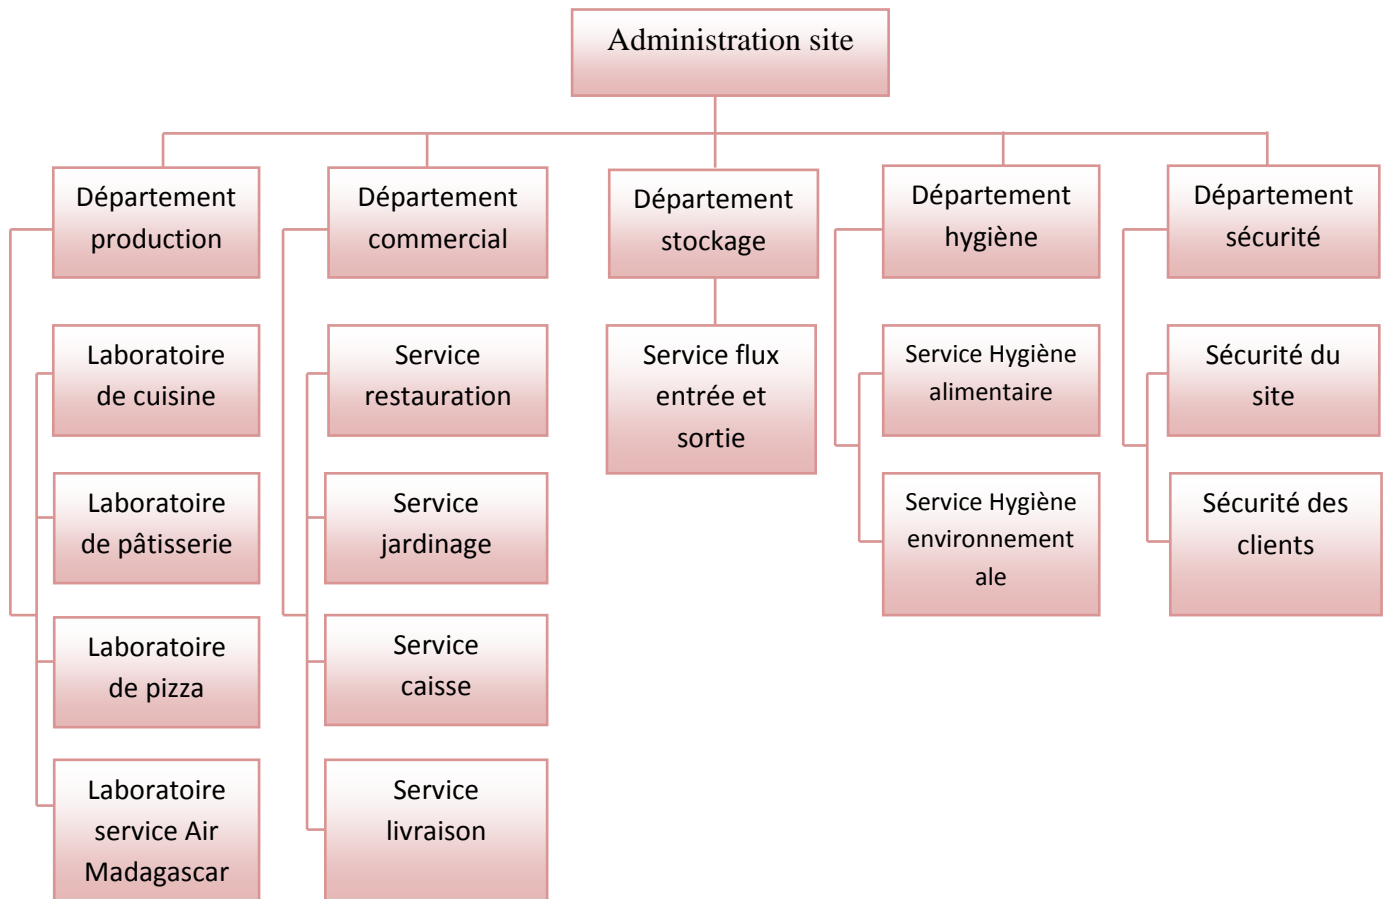 Administration site
Département
production
Département
commercial
Département
stockage
Département
hygiène
Département
sécurité
Laboratoire
de cuisine
Service
restauration
Service flux
entrée et
sortie
Service Hygiène
alimentaire
Sécurité du
site
Laboratoire
de pâtisserie
Service
jardinage
Service Hygiène
environnement
ale
Sécurité des
clients
Laboratoire
de pizza
Service
caisse
Laboratoire
service Air
Madagascar
Service
livraison